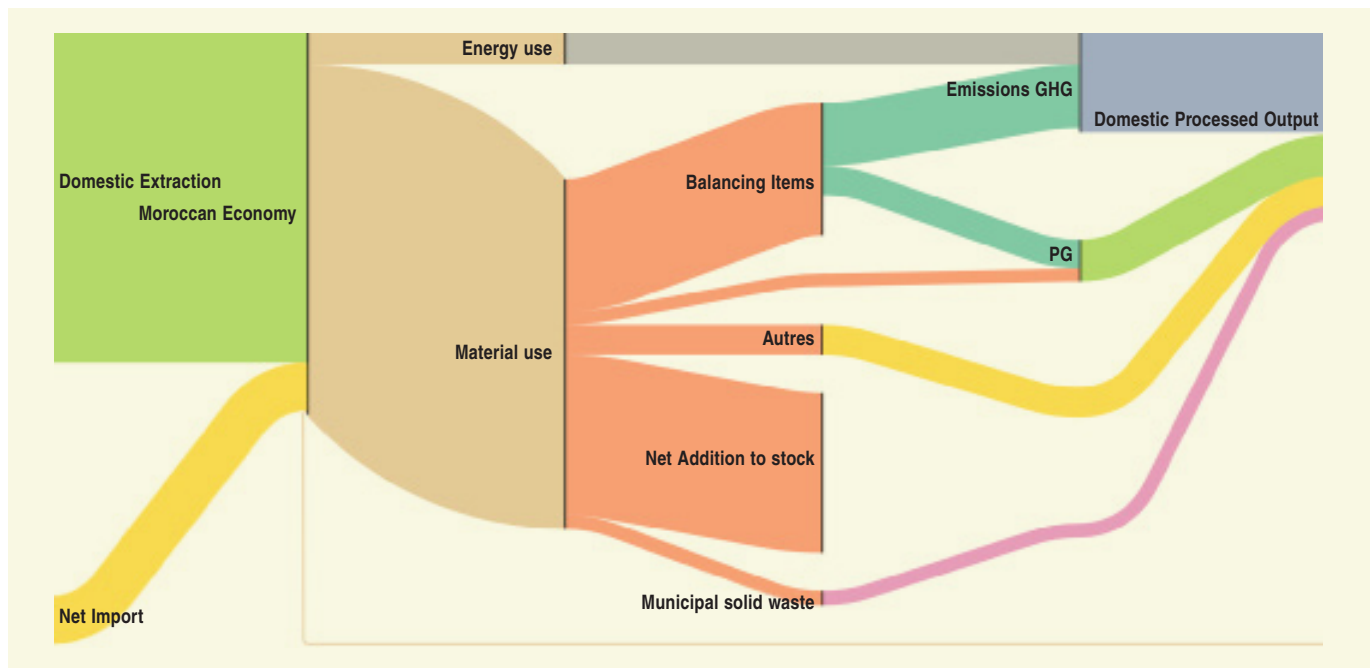 Energy use
Emissions GHG
Domestic Processed Output
Domestic Extraction
Balancing Items
Moroccan Economy
PG
Autres
Material use
Net Addition to stock
Municipal solid waste
Net Import